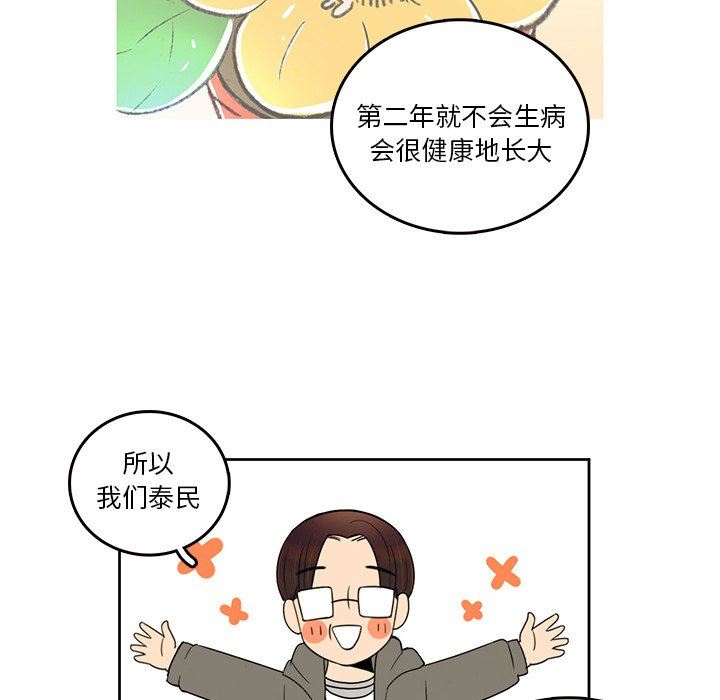 第二年就不会生病
会很健康地长大
所以
我们泰民